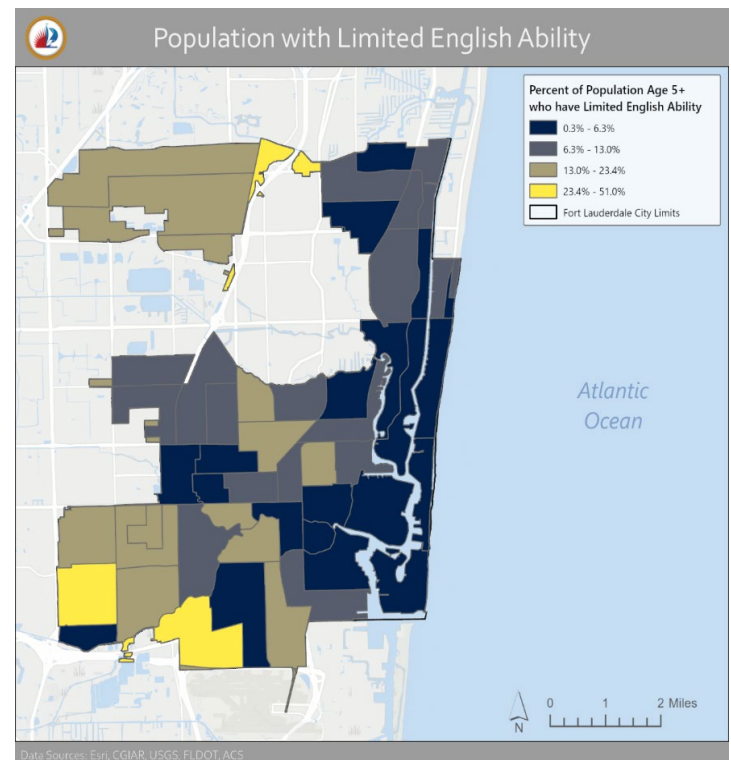 Population with Limited English Ability
Percent of Population Age 5+
who have Limited English Ability
0.3% - 6.3%
6.3% - 13.0%
13.0% - 23.4%
23.4% - 51.0%
Fort Lauderdale City Limits
Atlantic
Ocean
N
0 1 2 Miles
Data Sources: Esri, CGIAR, USGS, FLDOT, ACS